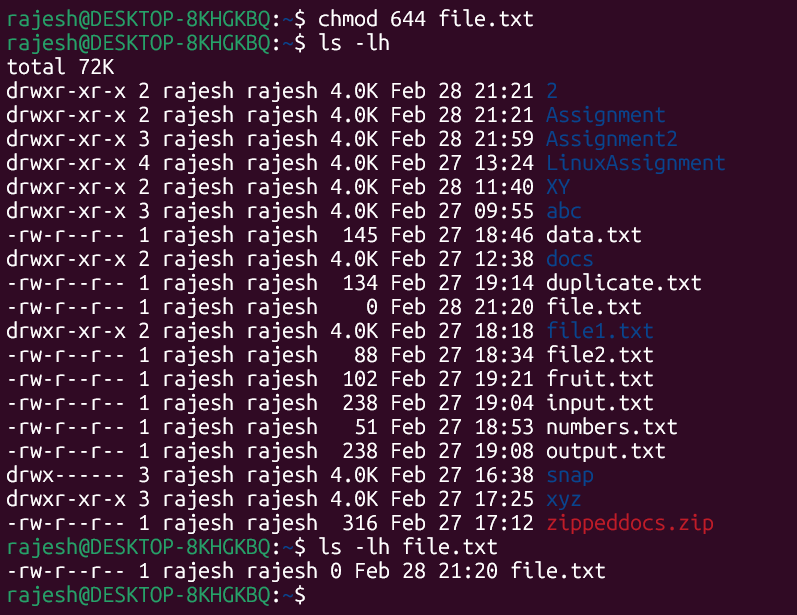 rajesh@DESKTOP-8KHGKBQ:~$ chmod 644 file.txt
rajesh@DESKTOP-8KHGKBQ:~$ ls -lh
total 72K
drwxr-xr-x 2 rajesh rajesh 4.0K Feb 28 21:21 2
drwxr-xr-x 2 rajesh rajesh 4.0K Feb 28 21:21 Assignment
drwxr-xr-x 3 rajesh rajesh 4.0K Feb 28 21:59 Assignment2
drwxr-xr-x 4 rajesh rajesh 4.0K Feb 27 13:24 LinuxAssignment
drwxr-xr-x 2 rajesh rajesh 4.0K Feb 28 11:40 XY
drwxr-xr-x 3 rajesh rajesh 4.0K Feb 27 09:55 abc
-rw-r--r-- 1 rajesh rajesh  145 Feb 27 18:46 data.txt
drwxr-xr-x 2 rajesh rajesh 4.0K Feb 27 12:38 docs
-rw-r--r-- 1 rajesh rajesh  134 Feb 27 19:14 duplicate.txt
-rw-r--r-- 1 rajesh rajesh    0 Feb 28 21:20 file.txt
drwxr-xr-x 2 rajesh rajesh 4.0K Feb 27 18:18 file1.txt
-rw-r--r-- 1 rajesh rajesh   88 Feb 27 18:34 file2.txt
-rw-r--r-- 1 rajesh rajesh  102 Feb 27 19:21 fruit.txt
-rw-r--r-- 1 rajesh rajesh  238 Feb 27 19:04 input.txt
-rw-r--r-- 1 rajesh rajesh   51 Feb 27 18:53 numbers.txt
-rw-r--r-- 1 rajesh rajesh  238 Feb 27 19:08 output.txt
drwx------ 3 rajesh rajesh 4.0K Feb 27 16:38 snap
drwxr-xr-x 3 rajesh rajesh 4.0K Feb 27 17:25 xyz
-rw-r--r-- 1 rajesh rajesh  316 Feb 27 17:12 zippeddocs.zip
rajesh@DESKTOP-8KHGKBQ:~$ ls -lh file.txt
-rw-r--r-- 1 rajesh rajesh 0 Feb 28 21:20 file.txt
rajesh@DESKTOP-8KHGKBQ:~$